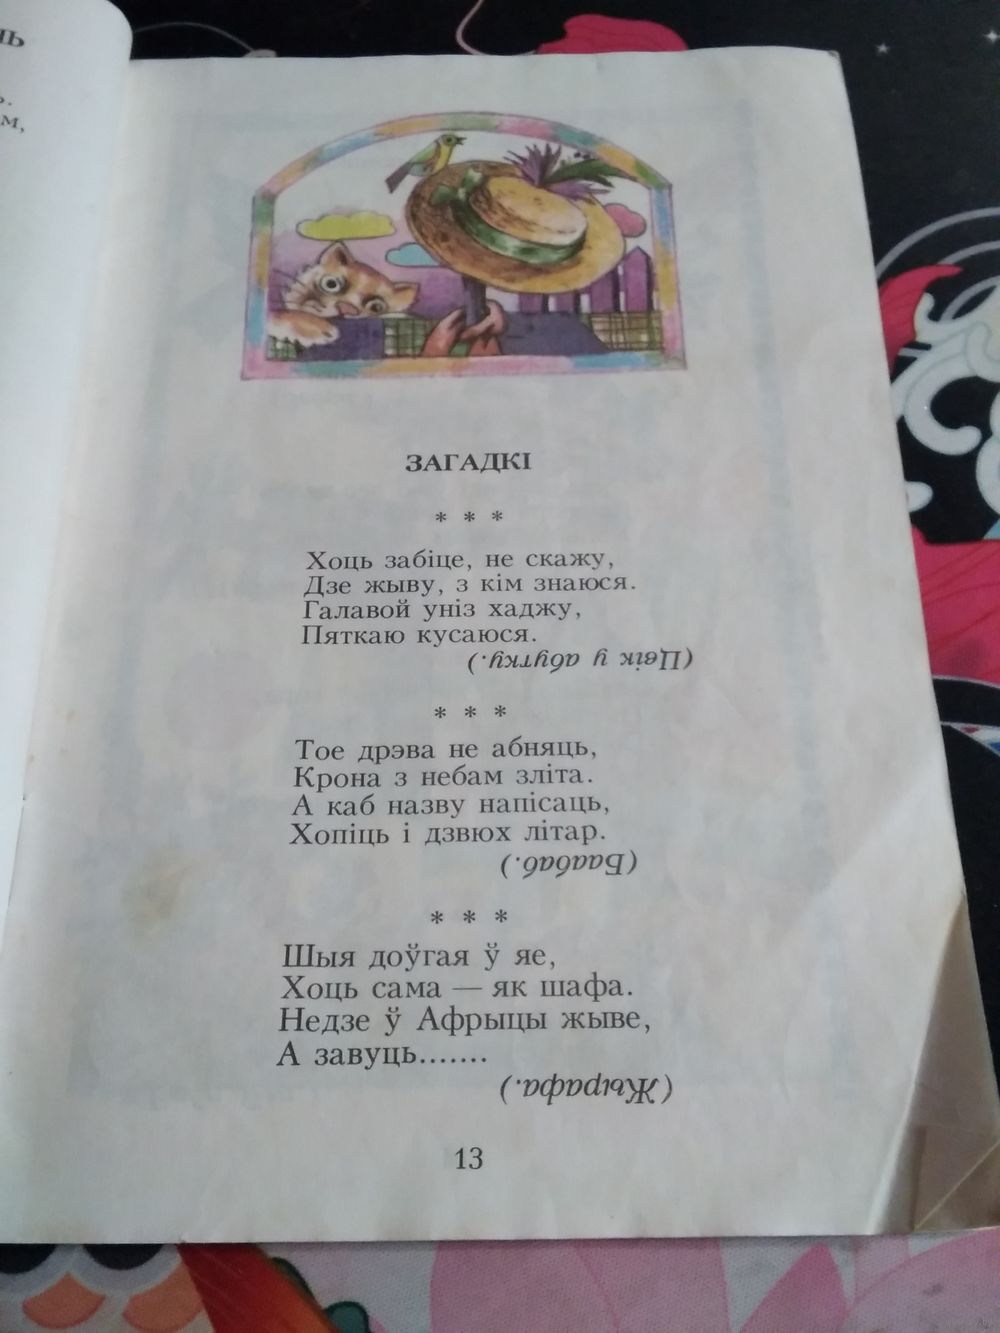 нь
ь.
м,
ЗАГАДКІ
* * *
Хоць забіце, не скажу,
Дзе жыву, з кім знаюся.
Галавой уніз хаджу,
Пяткаю кусаюся.
(Цвік у абутку.)
* * *
Тое дрэва не абняць,
Крона з небам зліта.
А каб назву напісаць,
Хопіць і дзвюх літар.
(Баабаб.)
* * *
Шыя доўгая ў яе,
Хоць сама — як шафа.
Недзе ў Афрыцы жыве,
А завуць.......
(Жырафа.)
13